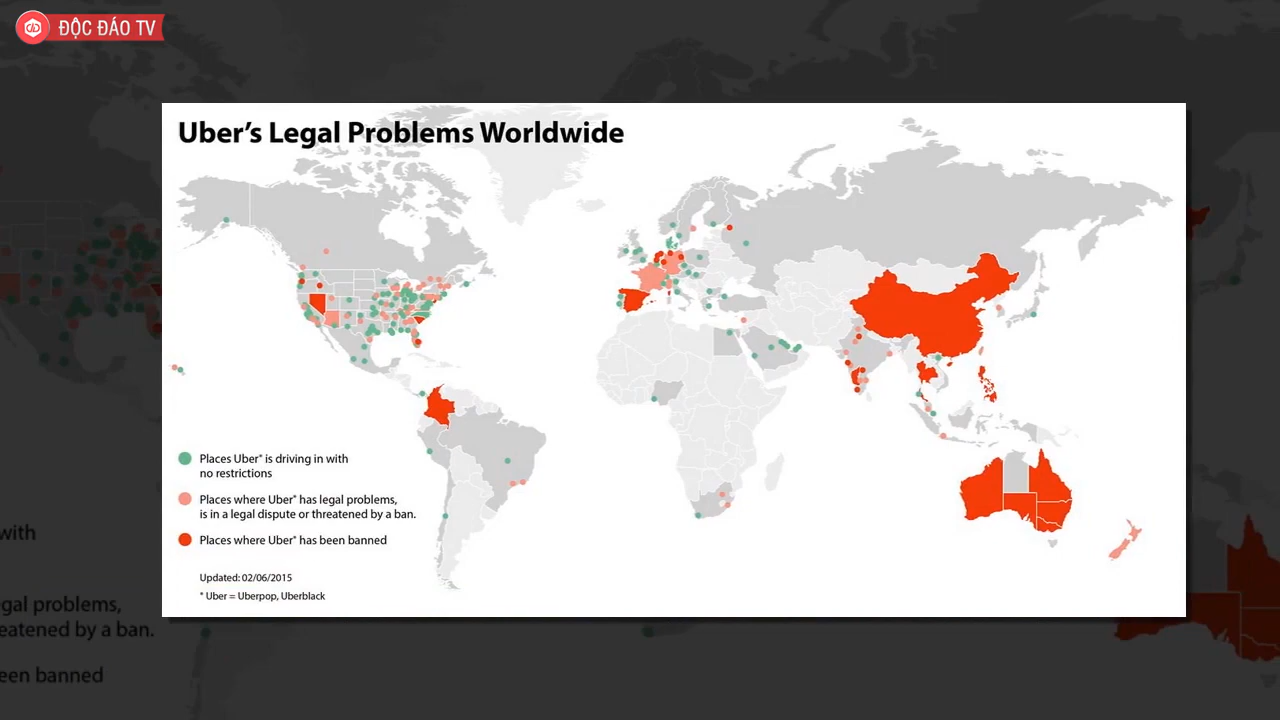 ĐỘC ĐÁO TV
Uber's Legal Problems Worldwide
Places Uber* is driving in with
no restrictions
Places where Uber* has legal problems,
is in a legal dispute or threatened by a ban.
Places where Uber* has been banned
Updated: 02/06/2015
* Uber = Uberpop, Uberblack
with
egal problems,
eatened by a ban.
een banned